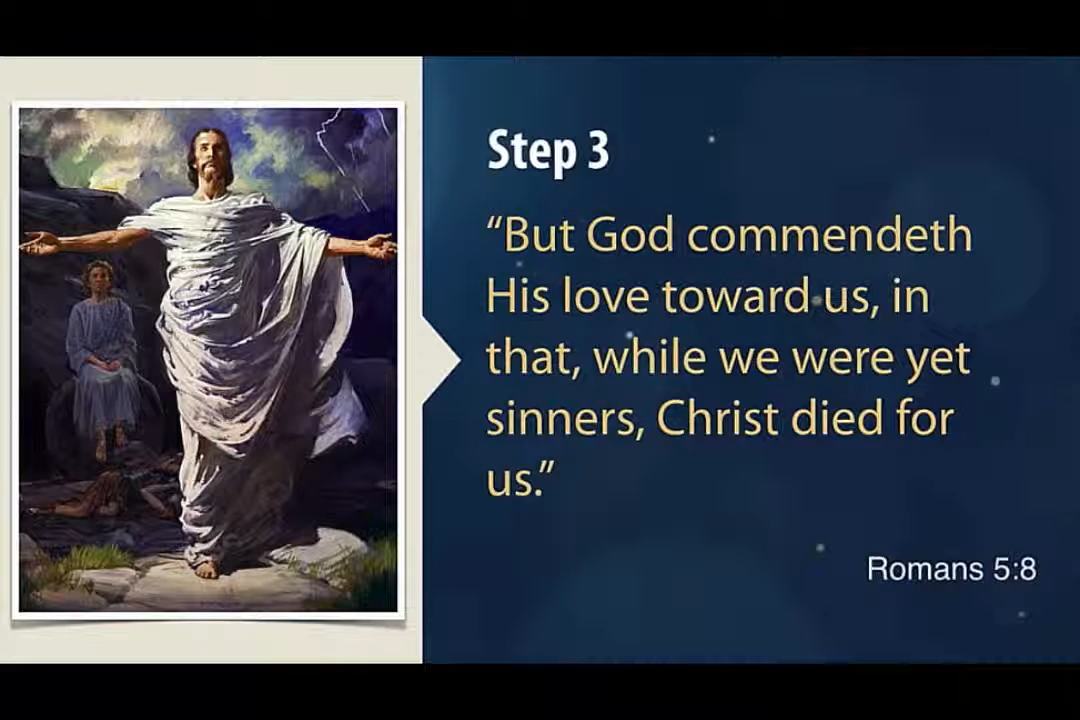 Step 3
“But God commendeth
His love toward us, in
that, while we were yet
sinners, Christ died for
us.”
Romans 5:8